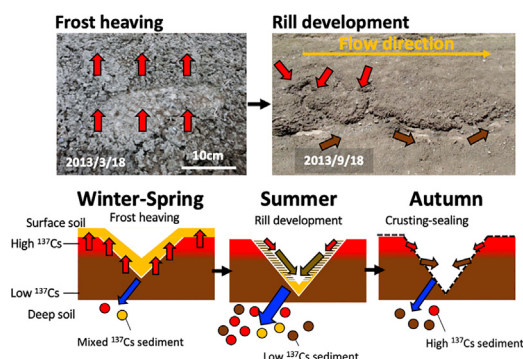 Frost heaving
Rill development
Flow direction
2013/3/18
10cm
2013/9/18
Winter-Spring
Summer
Autumn
Surface soil
Frost heaving
Rill development
Crusting-sealing
High ¹³⁷Cs
Low ¹³⁷Cs
Deep soil
Mixed ¹³⁷Cs sediment
Low ¹³⁷Cs sediment
High ¹³⁷Cs sediment